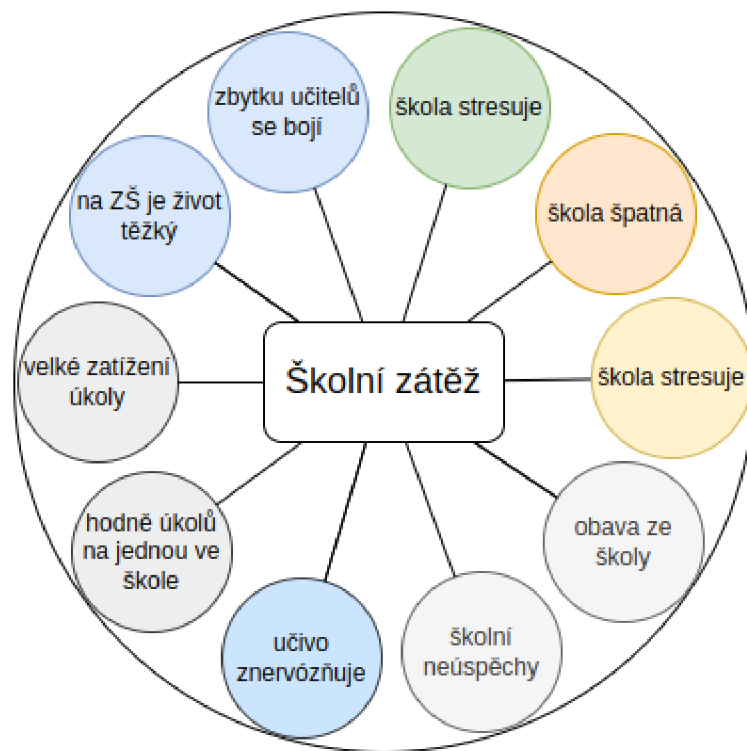 zbytku učitelů
se bojí
škola stresuje
na ZŠ je život
těžký
škola špatná
velké zatížení
úkoly
Školní zátěž
škola stresuje
hodně úkolů
na jednou ve
škole
obava ze
školy
učivo
znervózňuje
školní
neúspěchy